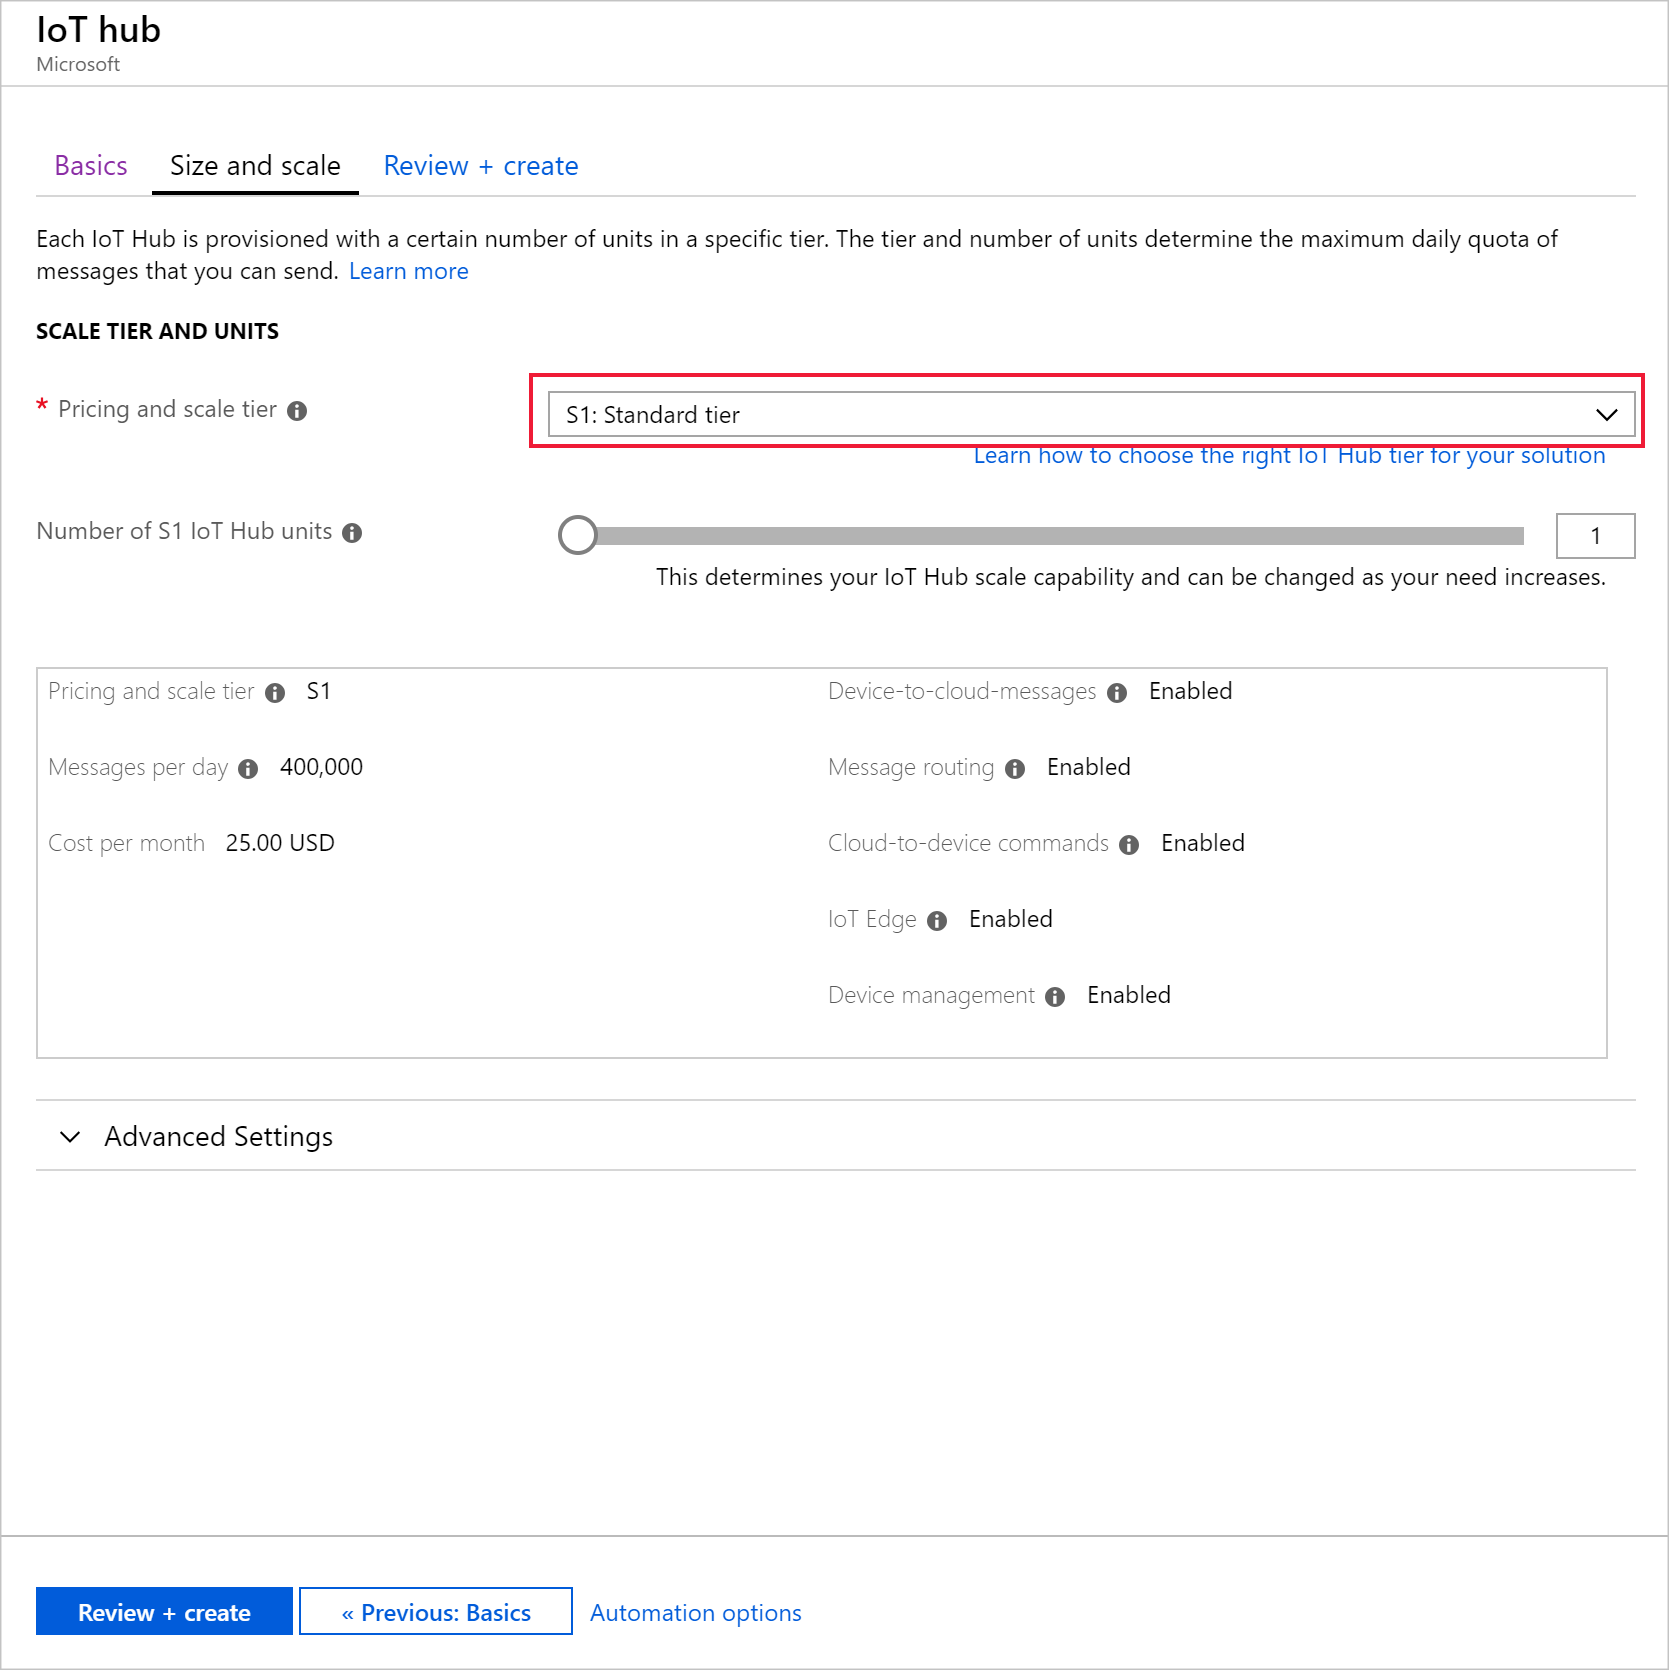 IoT hub
Microsoft
Basics
Size and scale
Review + create
Each IoT Hub is provisioned with a certain number of units in a specific tier. The tier and number of units determine the maximum daily quota of
messages that you can send. Learn more
SCALE TIER AND UNITS
* Pricing and scale tier
S1: Standard tier
Learn how to choose the right IoT Hub tier for your solution
Number of S1 IoT Hub units
1
This determines your IoT Hub scale capability and can be changed as your need increases.
Pricing and scale tier S1
Messages per day 400,000
Cost per month 25.00 USD
Device-to-cloud-messages Enabled
Message routing Enabled
Cloud-to-device commands Enabled
IoT Edge Enabled
Device management Enabled
Advanced Settings
Review + create
« Previous: Basics
Automation options